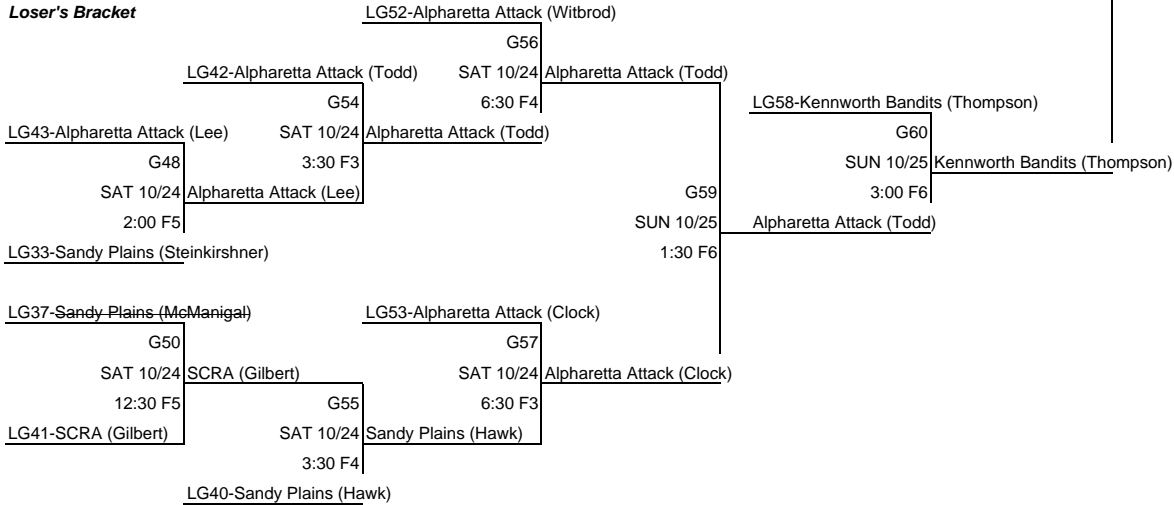 Loser's Bracket LG52-Alpharetta Attack (Witbrod)
G56
LG42-Alpharetta Attack (Todd) SAT 10/24 Alpharetta Attack (Todd)
G54 6:30 F4 LG58-Kennworth Bandits (Thompson)
LG43-Alpharetta Attack (Lee) SAT 10/24 Alpharetta Attack (Todd) G60
G48 3:30 F3 SUN 10/25 Kennworth Bandits (Thompson)
SAT 10/24 Alpharetta Attack (Lee) G59 3:00 F6
2:00 F5 SUN 10/25 Alpharetta Attack (Todd)
LG33-Sandy Plains (Steinkirshner) 1:30 F6
LG37-Sandy Plains (McManigal) LG53-Alpharetta Attack (Clock)
G50 G57
SAT 10/24 SCRA (Gilbert) SAT 10/24 Alpharetta Attack (Clock)
12:30 F5 G55 6:30 F3
LG41-SCRA (Gilbert) SAT 10/24 Sandy Plains (Hawk)
3:30 F4
LG40-Sandy Plains (Hawk)